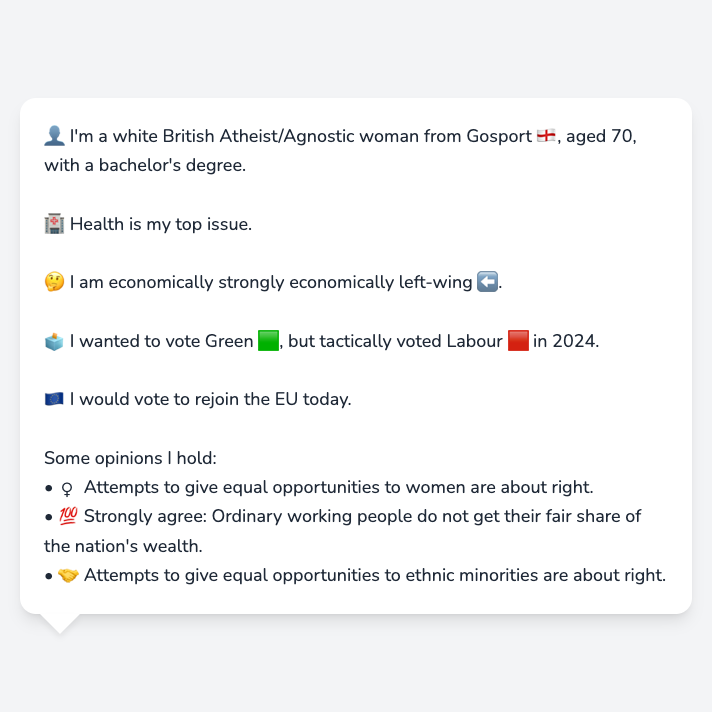 👤 I'm a white British Atheist/Agnostic woman from Gosport 🏴󠁧󠁢󠁥󠁮󠁧󠁿, aged 70,
with a bachelor's degree.
🏥 Health is my top issue.
🤔 I am economically strongly economically left-wing ⬅️.
🗳️ I wanted to vote Green 🟩, but tactically voted Labour 🟥 in 2024.
🇪🇺 I would vote to rejoin the EU today.
Some opinions I hold:
• ♀ Attempts to give equal opportunities to women are about right.
• 💯 Strongly agree: Ordinary working people do not get their fair share of
the nation's wealth.
• 🤝 Attempts to give equal opportunities to ethnic minorities are about right.